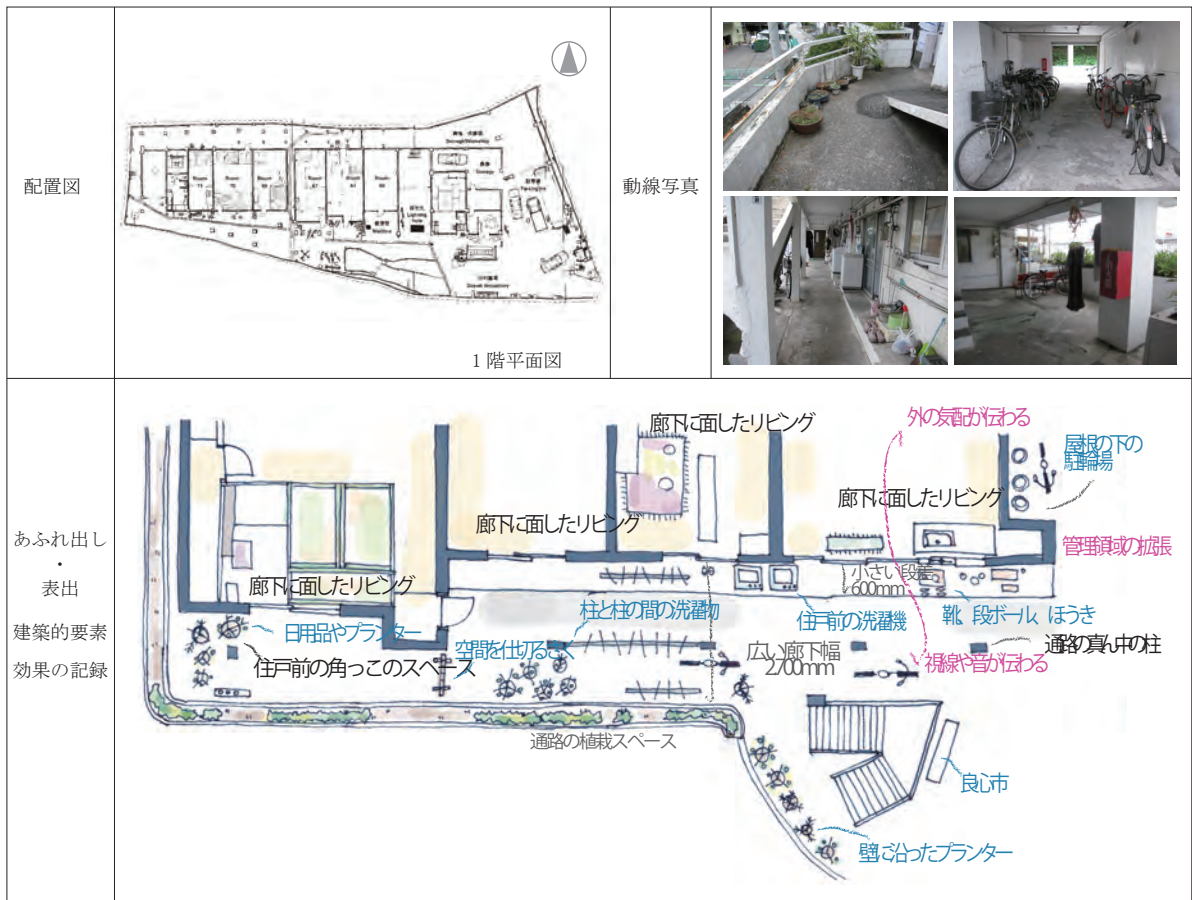 配置図
1階平面図
動線写真
Room
Room
Room
Room
Room
Room
あふれ出し
・
表出
建築的要素
効果の記録
廊下に面したリビング
外の気配が伝わる
屋根の下の
駐輪場
廊下に面したリビング
廊下に面したリビング
管理領域の拡張
廊下に面したリビング
小さい段差
600mm
日用品やプランター
柱と柱の間の洗濯物
住戸前の洗濯機
靴、段ボール、ほうき
住戸前の角っこのスペース
空間を仕切るさく
広い廊下幅
2,700mm
視線や音が伝わる
通路の真ん中の柱
通路の植栽スペース
良心市
壁に沿ったプランター